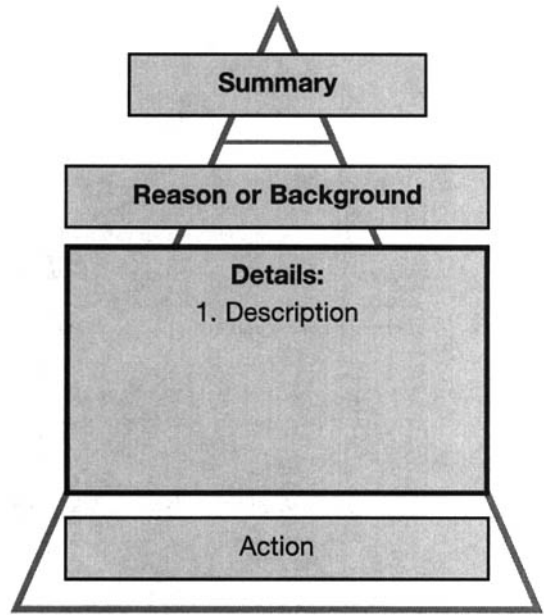 Summary
Reason or Background
Details:
1. Description
Action